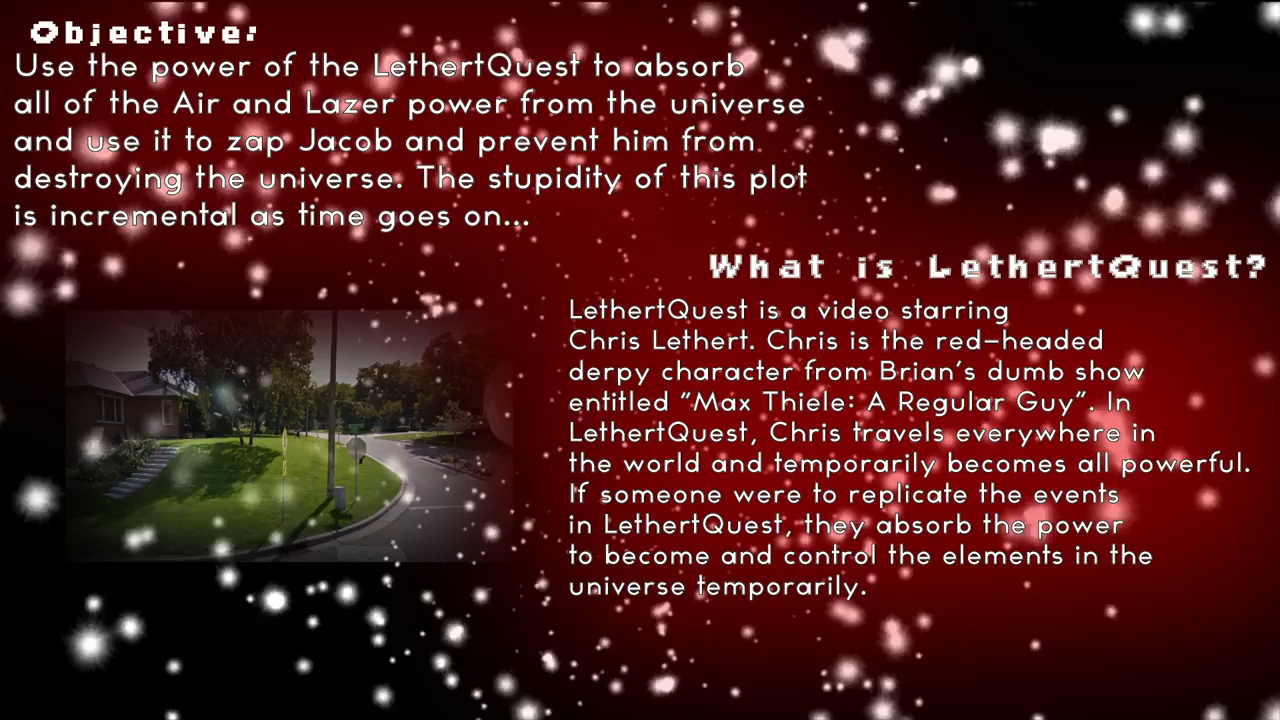 Objective:
Use the power of the LethertQuest to absorb
all of the Air and Lazer power from the universe
and use it to zap Jacob and prevent him from
destroying the universe. The stupidity of this plot
is incremental as time goes on...
What is LethertQuest?
LethertQuest is a video starring
Chris Lethert. Chris is the red-headed
derpy character from Brian's dumb show
entitled "Max Thiele: A Regular Guy". In
LethertQuest, Chris travels everywhere in
the world and temporarily becomes all powerful.
If someone were to replicate the events
in LethertQuest, they absorb the power
to become and control the elements in the
universe temporarily.